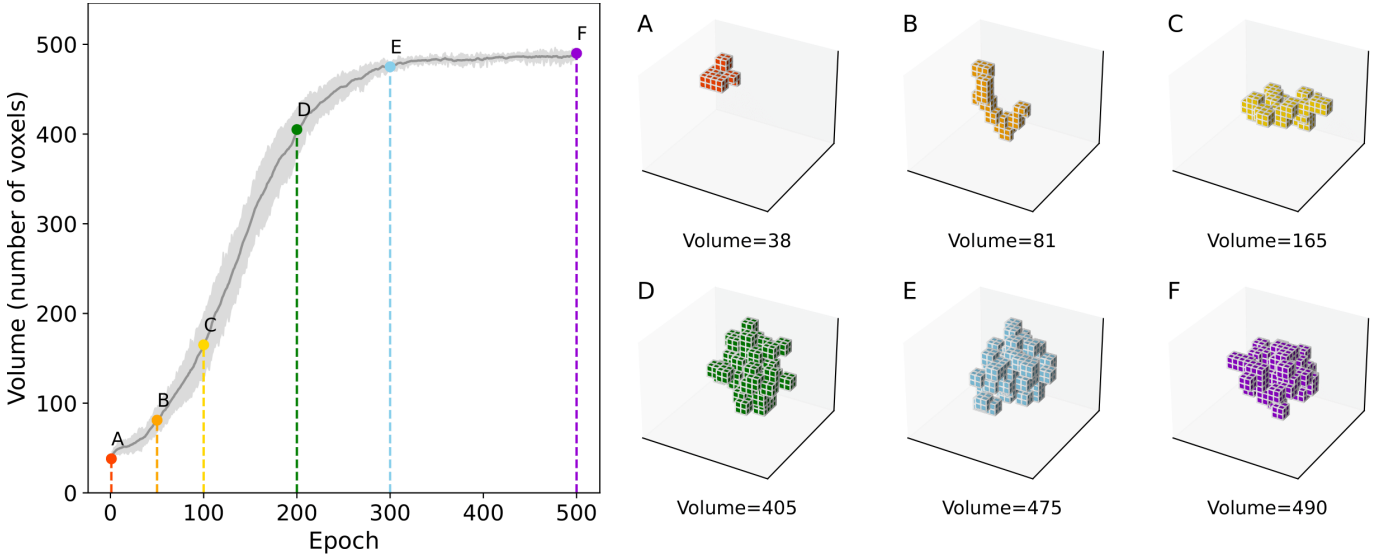 Volume (number of voxels)
500
400
300
200
100
0
A
B
C
D
E
F
0 100 200 300 400 500
Epoch
A B C
Volume=38 Volume=81 Volume=165
D E F
Volume=405 Volume=475 Volume=490